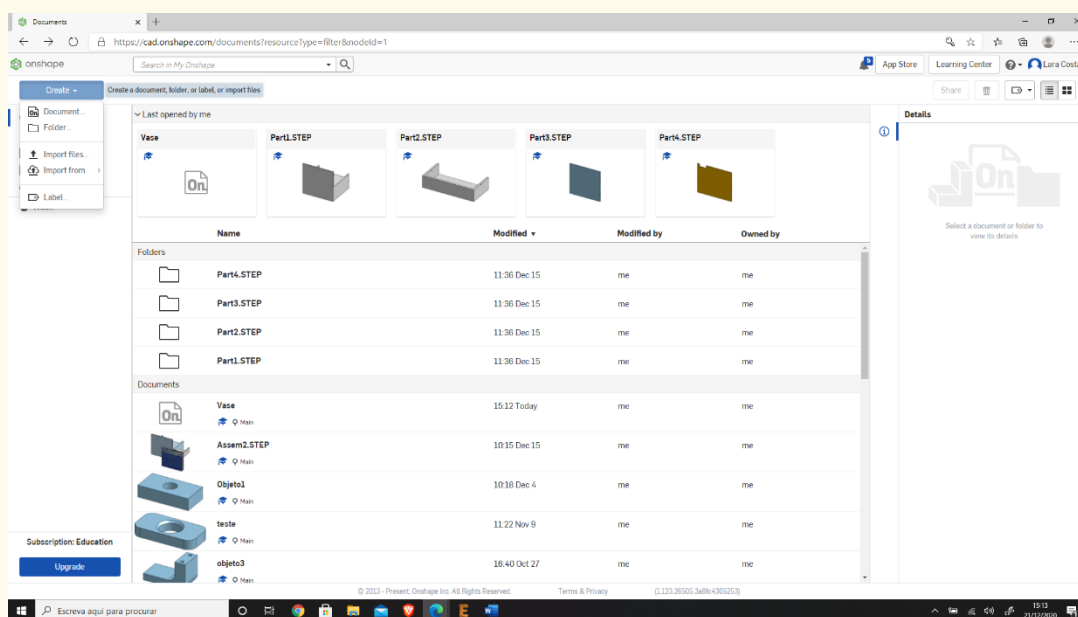 Documents
https://cad.onshape.com/documents?resourceType=filter&nodeId=1
onshape
Search in My Onshape
App Store
Learning Center
Lara Cost
Create
Create a document, folder, or label, or import files
Share
Document...
Folder...
Import files...
Import from
Label...
Last opened by me
Vase
Part1.STEP
Part2.STEP
Part3.STEP
Part4.STEP
On
Details
On
Select a document or folder to
view its details.
Name Modified Modified by Owned by
Folders
Part4.STEP 11:36 Dec 15 me me
Part3.STEP 11:36 Dec 15 me me
Part2.STEP 11:36 Dec 15 me me
Part1.STEP 11:36 Dec 15 me me
Documents
On
Vase 15:12 Today me me
Main
Assem2.STEP 10:15 Dec 15 me me
Main
Objeto1 10:18 Dec 4 me me
Main
teste 11:22 Nov 9 me me
Main
objeto3 16:40 Oct 27 me me
Main
Subscription: Education
Upgrade
© 2013 - Present, Onshape Inc. All Rights Reserved.
Terms & Privacy
Escreva aqui para procurar
15:13
21/12/2020